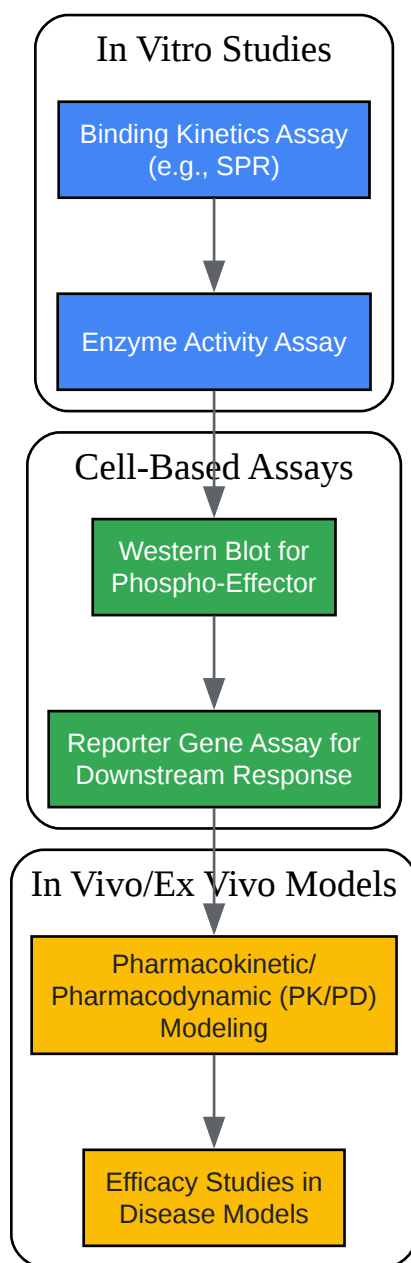 In Vitro Studies
Binding Kinetics Assay
(e.g., SPR)
Enzyme Activity Assay
Cell-Based Assays
Western Blot for
Phospho-Effector
Reporter Gene Assay for
Downstream Response
In Vivo/Ex Vivo Models
Pharmacokinetic/
Pharmacodynamic (PK/PD)
Modeling
Efficacy Studies in
Disease Models